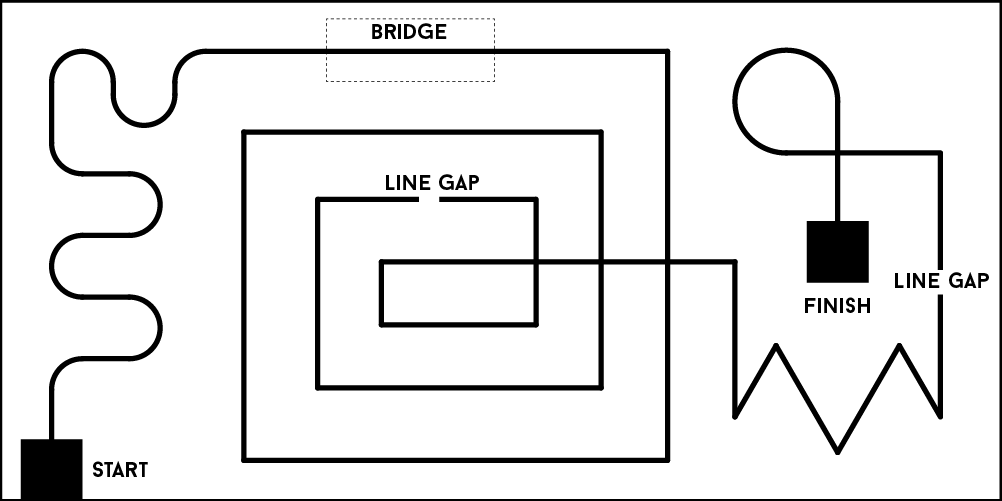 BRIDGE
LINE GAP
LINE GAP
FINISH
START